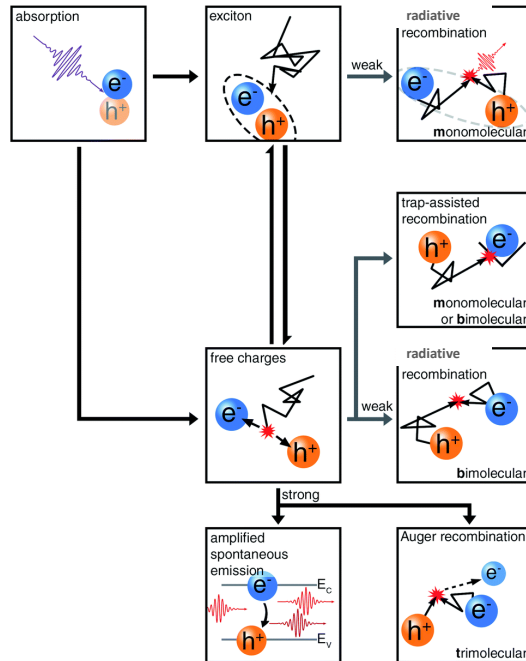 absorption
e-
h+
exciton
e-
h+
weak
radiative
recombination
e-
h+
monomolecular
trap-assisted
recombination
h+
e-
monomolecular
or bimolecular
free charges
e-
h+
weak
radiative
recombination
e-
h+
bimolecular
strong
amplified
spontaneous
emission
e-
EC
h+
EV
Auger recombination
e-
h+
e-
trimolecular